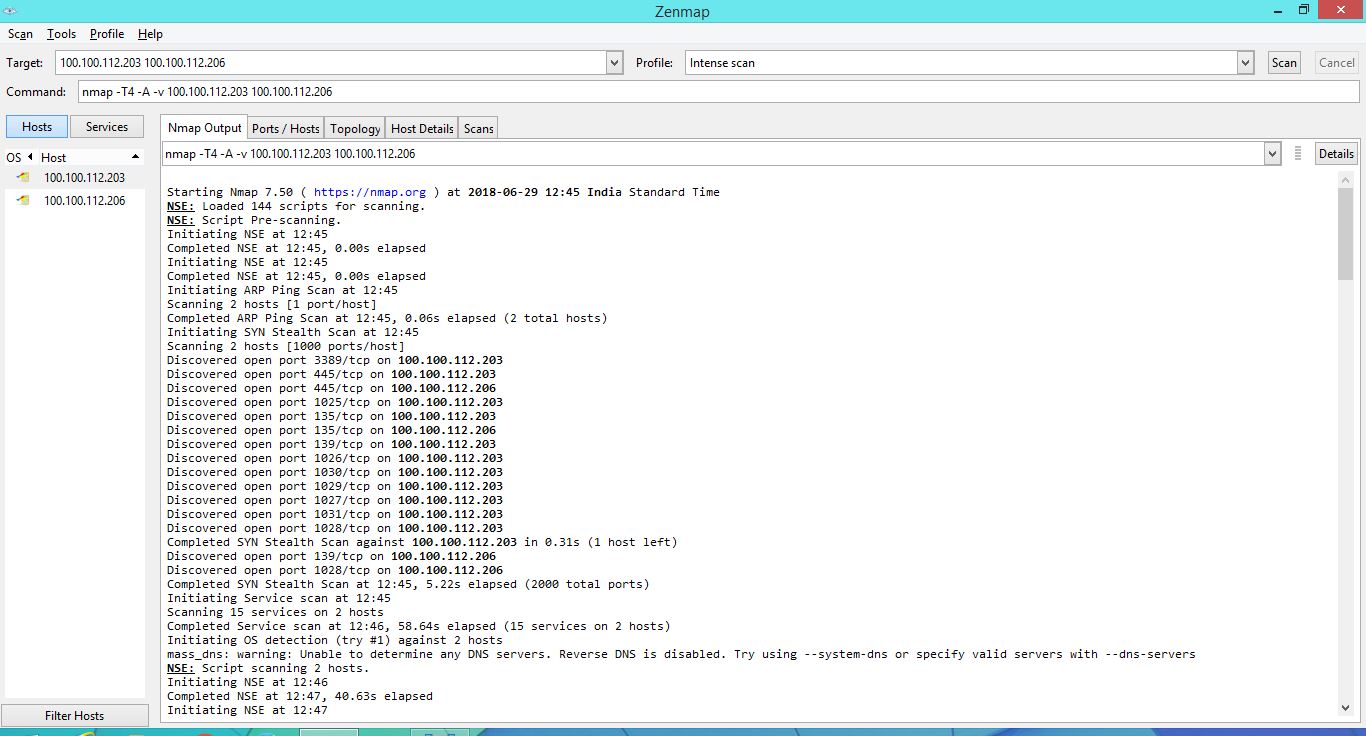 Zenmap
Scan Tools Profile Help
Target: 100.100.112.203 100.100.112.206 Profile: Intense scan Scan Cancel
Command: nmap -T4 -A -v 100.100.112.203 100.100.112.206
Hosts Services
Nmap Output Ports / Hosts Topology Host Details Scans
OS Host
100.100.112.203
100.100.112.206
Filter Hosts
nmap -T4 -A -v 100.100.112.203 100.100.112.206 Details
Starting Nmap 7.50 ( https://nmap.org ) at 2018-06-29 12:45 India Standard Time
NSE: Loaded 144 scripts for scanning.
NSE: Script Pre-scanning.
Initiating NSE at 12:45
Completed NSE at 12:45, 0.00s elapsed
Initiating NSE at 12:45
Completed NSE at 12:45, 0.00s elapsed
Initiating ARP Ping Scan at 12:45
Scanning 2 hosts [1 port/host]
Completed ARP Ping Scan at 12:45, 0.06s elapsed (2 total hosts)
Initiating SYN Stealth Scan at 12:45
Scanning 2 hosts [1000 ports/host]
Discovered open port 3389/tcp on 100.100.112.203
Discovered open port 445/tcp on 100.100.112.203
Discovered open port 445/tcp on 100.100.112.206
Discovered open port 1025/tcp on 100.100.112.203
Discovered open port 135/tcp on 100.100.112.203
Discovered open port 135/tcp on 100.100.112.206
Discovered open port 139/tcp on 100.100.112.203
Discovered open port 1026/tcp on 100.100.112.203
Discovered open port 1030/tcp on 100.100.112.203
Discovered open port 1029/tcp on 100.100.112.203
Discovered open port 1027/tcp on 100.100.112.203
Discovered open port 1031/tcp on 100.100.112.203
Discovered open port 1028/tcp on 100.100.112.203
Completed SYN Stealth Scan against 100.100.112.203 in 0.31s (1 host left)
Discovered open port 139/tcp on 100.100.112.206
Discovered open port 1028/tcp on 100.100.112.206
Completed SYN Stealth Scan at 12:45, 5.22s elapsed (2000 total ports)
Initiating Service scan at 12:45
Scanning 15 services on 2 hosts
Completed Service scan at 12:46, 58.64s elapsed (15 services on 2 hosts)
Initiating OS detection (try #1) against 2 hosts
mass_dns: warning: Unable to determine any DNS servers. Reverse DNS is disabled. Try using --system-dns or specify valid servers with --dns-servers
NSE: Script scanning 2 hosts.
Initiating NSE at 12:46
Completed NSE at 12:47, 40.63s elapsed
Initiating NSE at 12:47